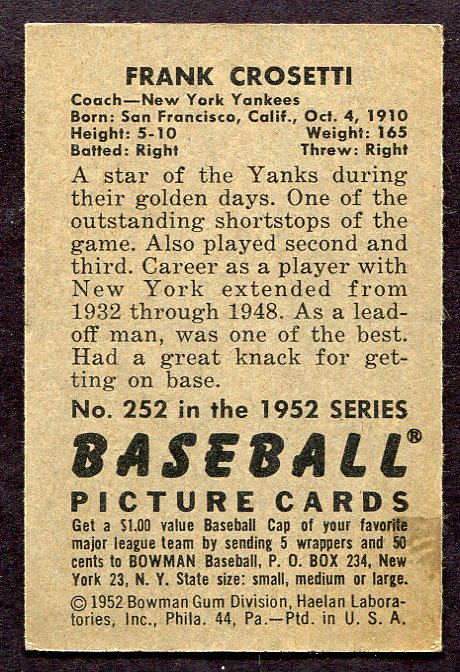 FRANK CROSETTI
Coach—New York Yankees
Born: San Francisco, Calif., Oct. 4, 1910
Height: 5-10 Weight: 165
Batted: Right Threw: Right
A star of the Yanks during
their golden days. One of the
outstanding shortstops of the
game. Also played second and
third. Career as a player with
New York extended from
1932 through 1948. As a lead-
off man, was one of the best.
Had a great knack for get-
ting on base.
No. 252 in the 1952 SERIES
BASEBALL®
PICTURE CARDS
Get a $1.00 value Baseball Cap of your favorite
major league team by sending 5 wrappers and 50
cents to BOWMAN Baseball, P. O. BOX 234, New
York 23, N. Y. State size: small, medium or large.
© 1952 Bowman Gum Division, Haelan Labora-
tories, Inc., Phila. 44, Pa.—Ptd. in U. S. A.